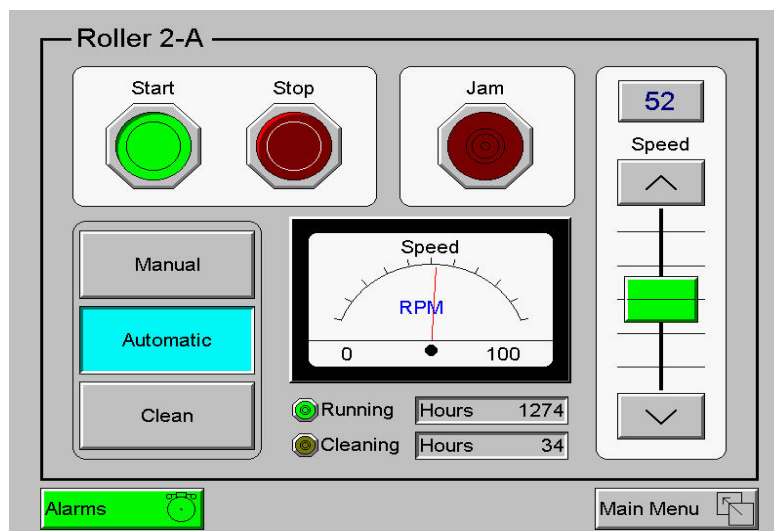 Roller 2-A
Start
Stop
Jam
52
Speed
Manual
Automatic
Clean
Speed
RPM
0
100
Running
Hours 1274
Cleaning
Hours 34
Alarms
Main Menu